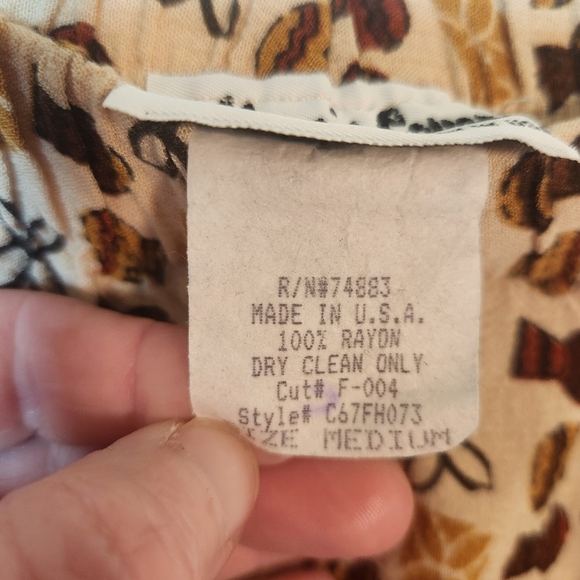 R/N#74883
MADE IN U.S.A.
100% RAYON
DRY CLEAN ONLY
Cut# F-004
Style# C67FH073
MEDIUM